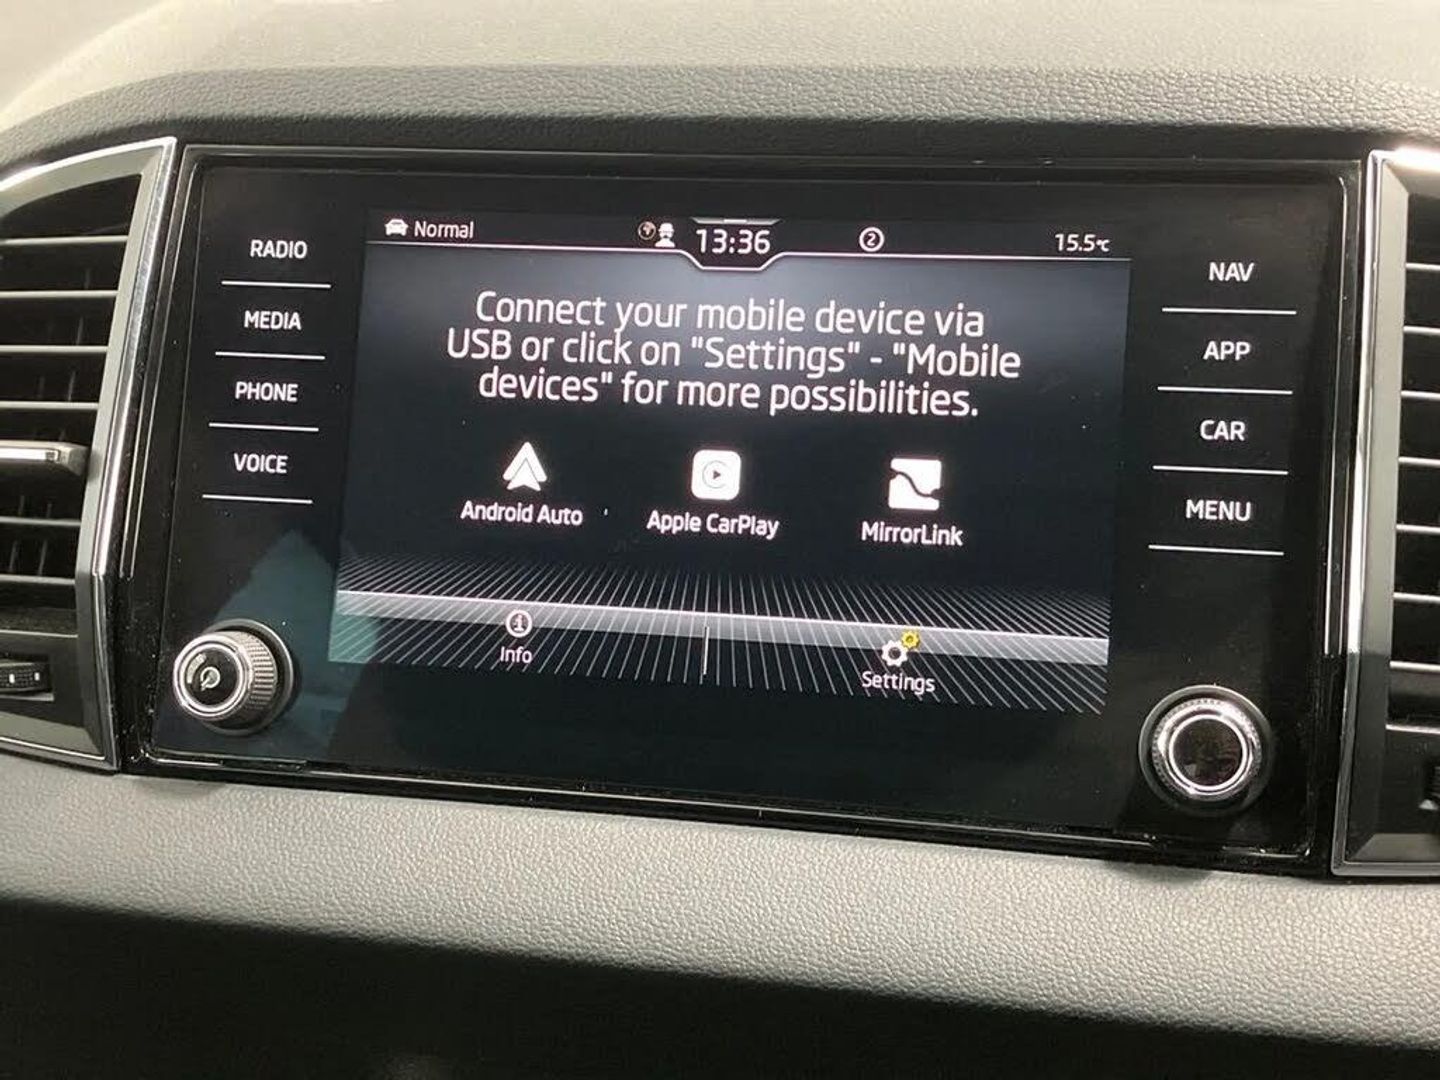 Normal
13:36
2
15.5°C
RADIO
MEDIA
PHONE
VOICE
Connect your mobile device via
USB or click on "Settings" - "Mobile
devices" for more possibilities.
Android Auto
Apple CarPlay
MirrorLink
Info
Settings
NAV
APP
CAR
MENU